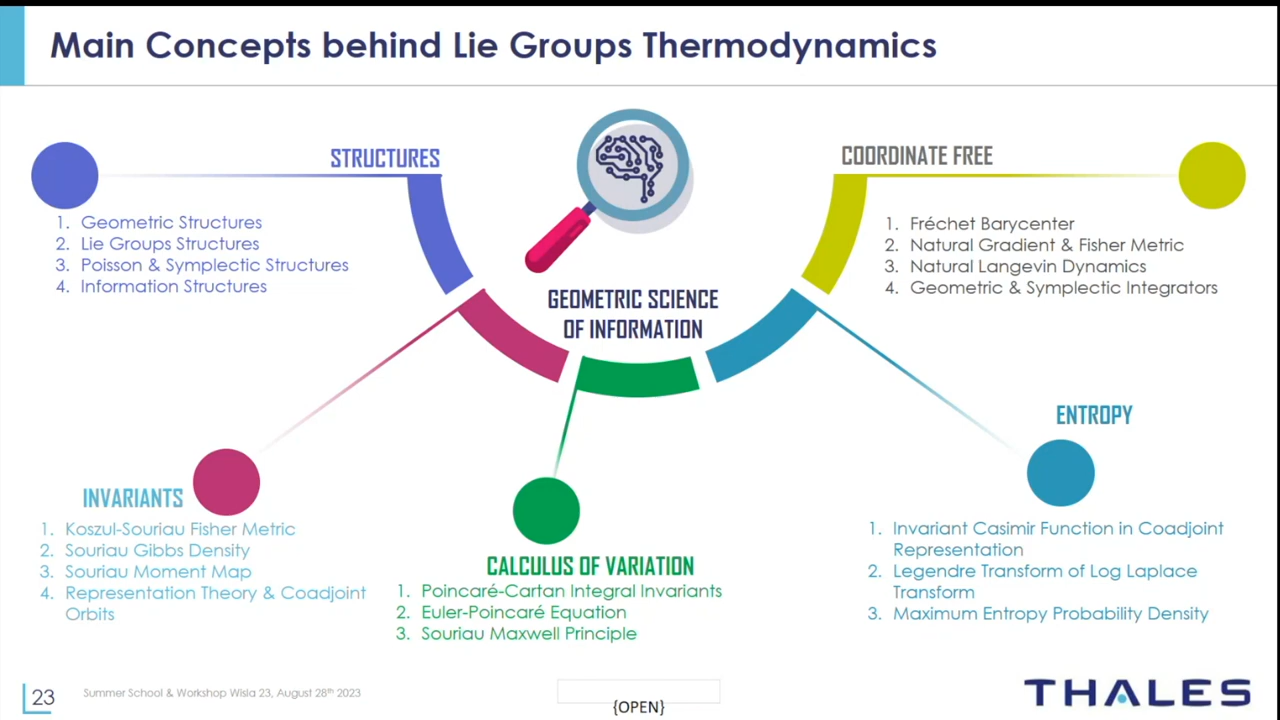 Main Concepts behind Lie Groups Thermodynamics
STRUCTURES
1. Geometric Structures
2. Lie Groups Structures
3. Poisson & Symplectic Structures
4. Information Structures
COORDINATE FREE
1. Fréchet Barycenter
2. Natural Gradient & Fisher Metric
3. Natural Langevin Dynamics
4. Geometric & Symplectic Integrators
GEOMETRIC SCIENCE
OF INFORMATION
INVARIANTS
1. Koszul-Souriau Fisher Metric
2. Souriau Gibbs Density
3. Souriau Moment Map
4. Representation Theory & Coadjoint
Orbits
CALCULUS OF VARIATION
1. Poincaré-Cartan Integral Invariants
2. Euler-Poincaré Equation
3. Souriau Maxwell Principle
ENTROPY
1. Invariant Casimir Function in Coadjoint
Representation
2. Legendre Transform of Log Laplace
Transform
3. Maximum Entropy Probability Density
23
Summer School & Workshop Wisla 23, August 28th 2023
{OPEN}
THALES